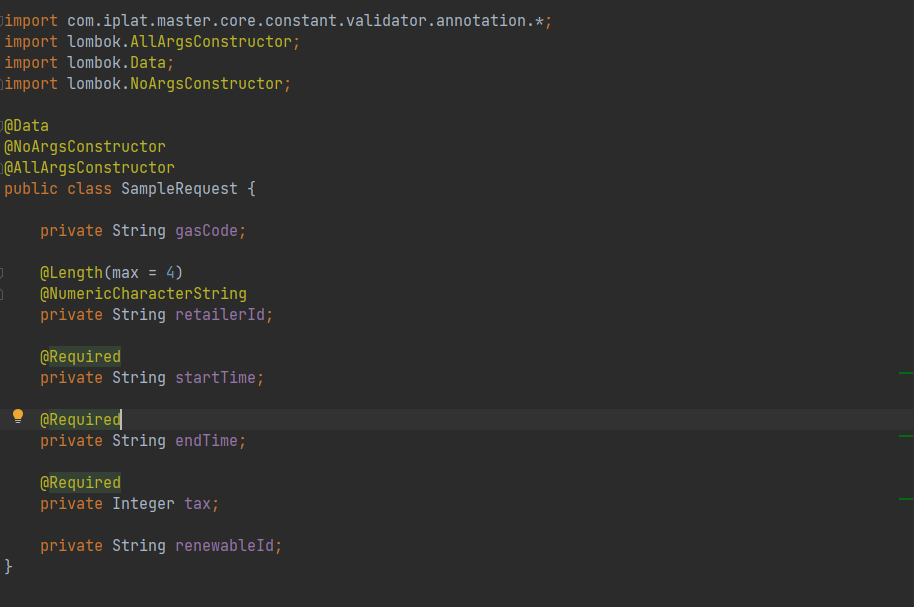 import com.iplat.master.core.constant.validator.annotation.*;
import lombok.AllArgsConstructor;
import lombok.Data;
import lombok.NoArgsConstructor;
@Data
@NoArgsConstructor
@AllArgsConstructor
public class SampleRequest {
private String gasCode;
@Length(max = 4)
@NumericCharacterString
private String retailerId;
@Required
private String startTime;
@Required
private String endTime;
@Required
private Integer tax;
private String renewableId;
}